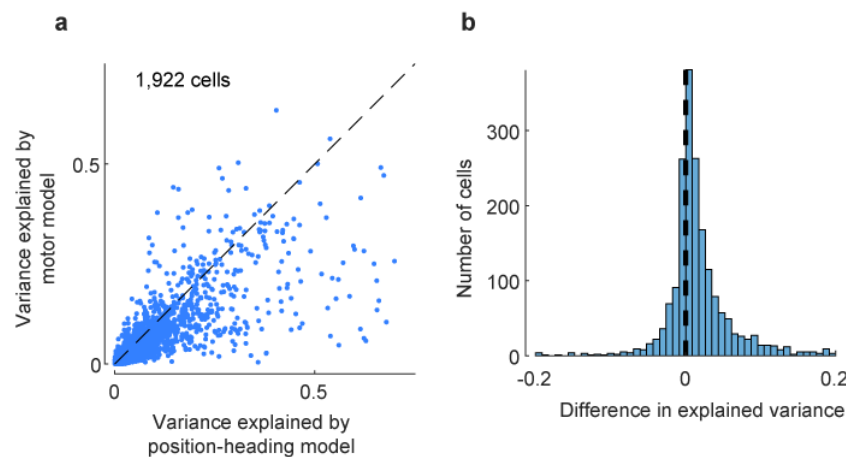 a
1,922 cells
Variance explained by
motor model
0.5
0
0
0.5
Variance explained by
position-heading model
b
Number of cells
300
200
100
0
-0.2
0
0.2
Difference in explained variance